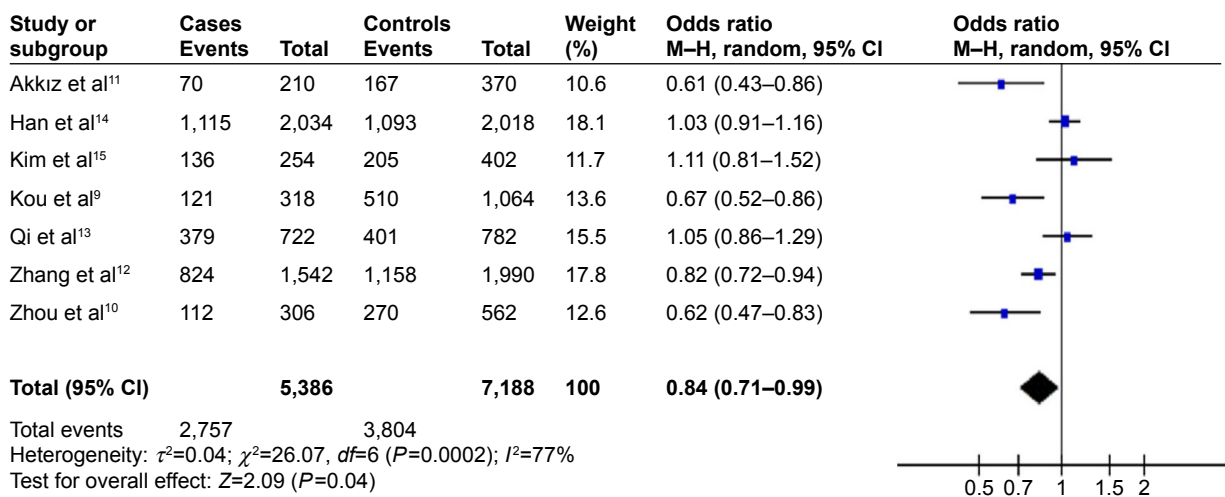 Study or Cases Controls Weight Odds ratio Odds ratio
subgroup Events Total Events Total (%) M–H, random, 95% CI M–H, random, 95% CI
Akkız et al¹¹ 70 210 167 370 10.6 0.61 (0.43–0.86)
Han et al¹⁴ 1,115 2,034 1,093 2,018 18.1 1.03 (0.91–1.16)
Kim et al¹⁵ 136 254 205 402 11.7 1.11 (0.81–1.52)
Kou et al⁹ 121 318 510 1,064 13.6 0.67 (0.52–0.86)
Qi et al¹³ 379 722 401 782 15.5 1.05 (0.86–1.29)
Zhang et al¹² 824 1,542 1,158 1,990 17.8 0.82 (0.72–0.94)
Zhou et al¹⁰ 112 306 270 562 12.6 0.62 (0.47–0.83)
Total (95% CI) 5,386 7,188 100 0.84 (0.71–0.99)
Total events 2,757 3,804
Heterogeneity: τ²=0.04; χ²=26.07, df=6 (P=0.0002); I²=77%
Test for overall effect: Z=2.09 (P=0.04)
0.5 0.7 1 1.5 2